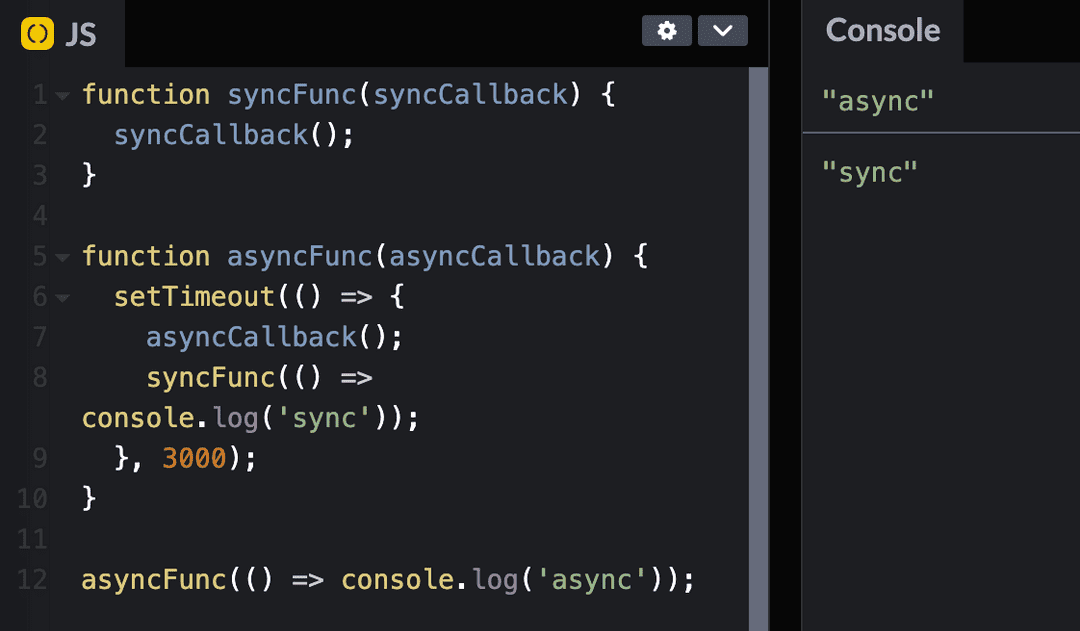 JS
Console
1 function syncFunc(syncCallback) {
2   syncCallback();
3 }
4
5 function asyncFunc(asyncCallback) {
6   setTimeout(() => {
7     asyncCallback();
8     syncFunc(() =>
console.log('sync'));
9   }, 3000);
10 }
11
12 asyncFunc(() => console.log('async'));
"async"
"sync"